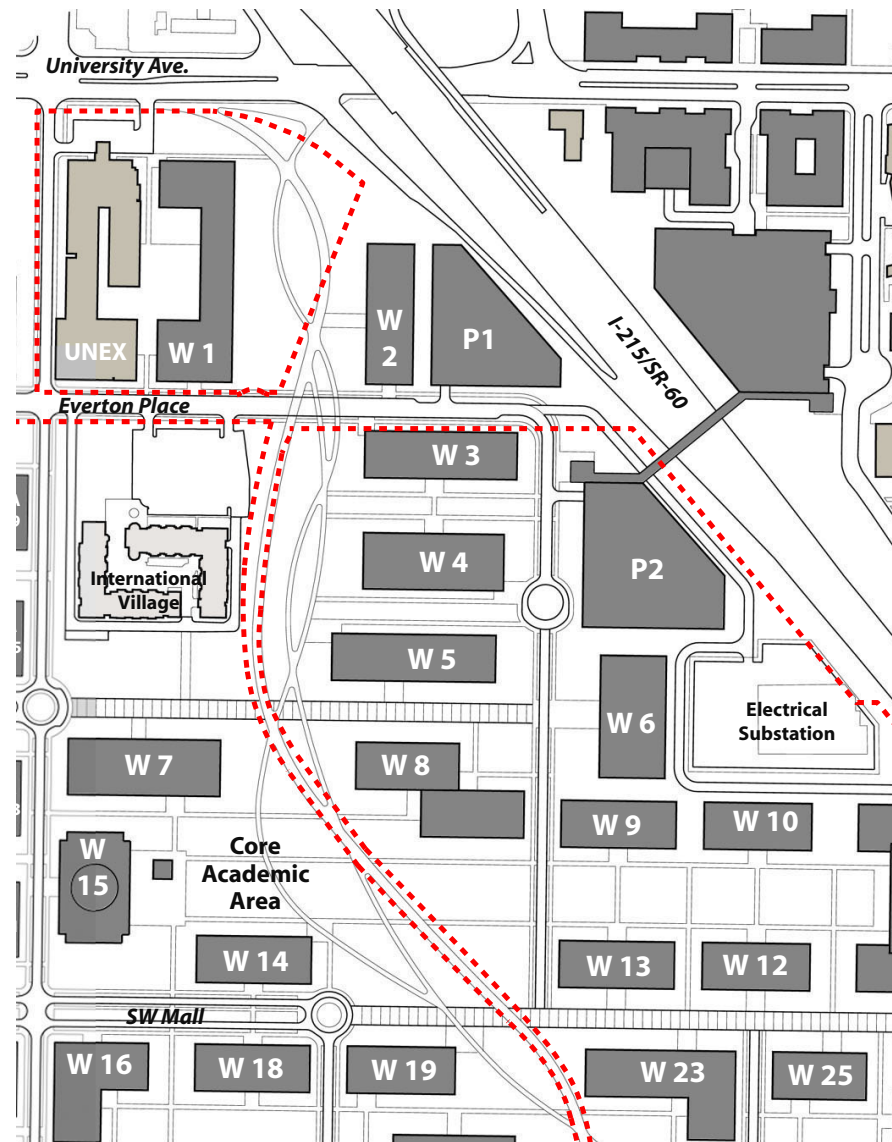 University Ave.
I-215/SR-60
UNEX
W 1
W
2
P1
Everton Place
W 3
W 4
P2
International
Village
W 5
W 6
Electrical
Substation
W 7
W 8
W 9
W 10
W
15
Core
Academic
Area
W 14
W 13
W 12
SW Mall
W 16
W 18
W 19
W 23
W 25